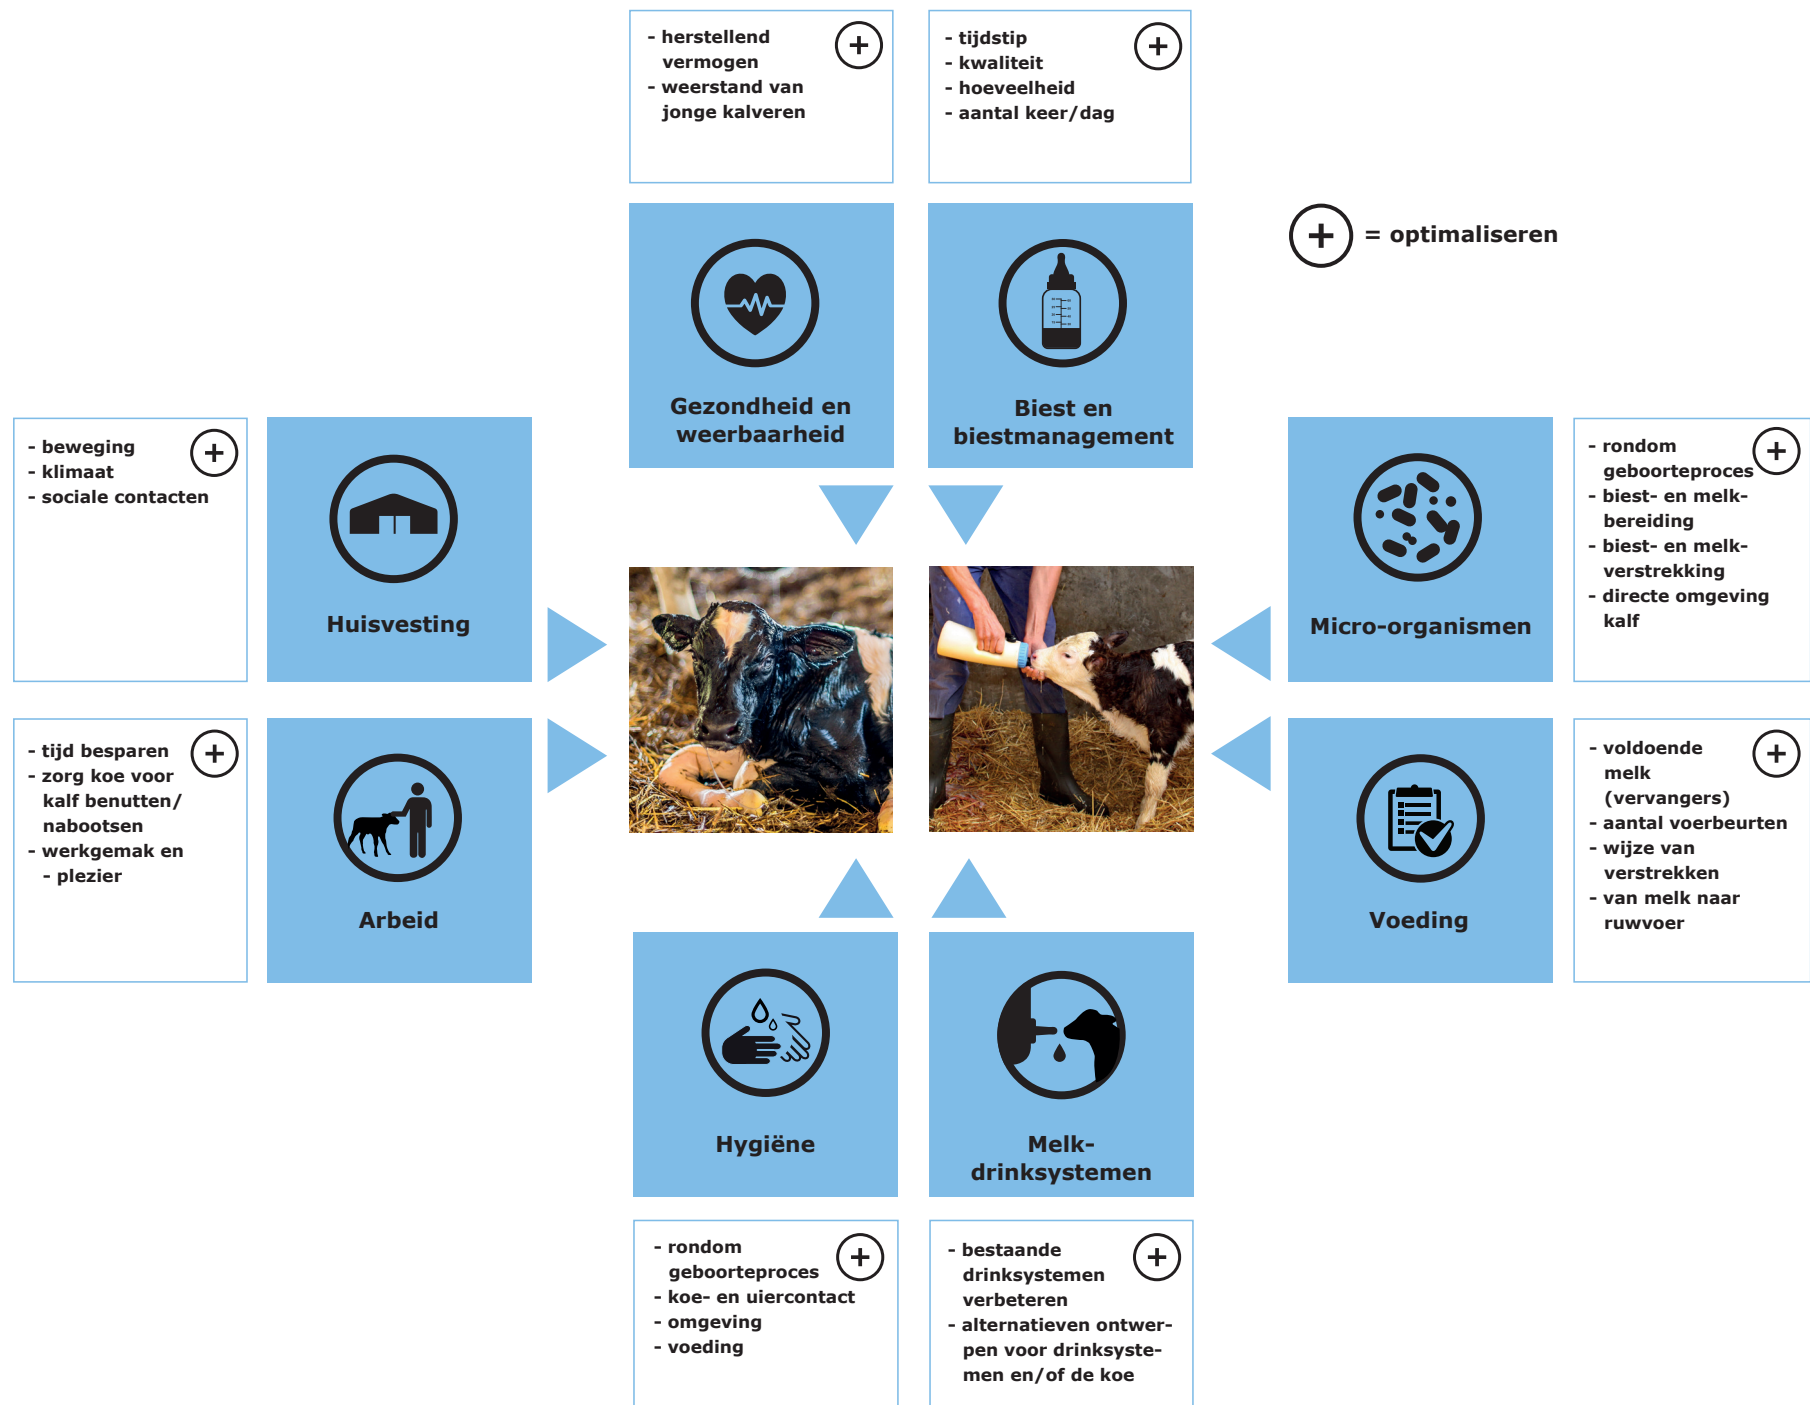 - herstellend
vermogen
- weerstand van
jonge kalveren
- tijdstip
- kwaliteit
- hoeveelheid
- aantal keer/dag
+
+
+ = optimaliseren
Gezondheid en
weerbaarheid
Biest en
biestmanagement
- beweging
- klimaat
- sociale contacten
+
Huisvesting
Micro-organismen
- rondom
geboorteproces
- biest- en melk-
bereiding
- biest- en melk-
verstrekking
- directe omgeving
kalf
+
- tijd besparen
- zorg koe voor
kalf benutten/
nabootsen
- werkgemak en
- plezier
+
Arbeid
Voeding
- voldoende
melk
(vervangers)
- aantal voerbeurten
- wijze van
verstrekken
- van melk naar
ruwvoer
+
Hygiëne
Melk-
drinksystemen
- rondom
geboorteproces
- koe- en uiercontact
- omgeving
- voeding
+
- bestaande
drinksystemen
verbeteren
- alternatieven ontwer-
pen voor drinksyste-
men en/of de koe
+